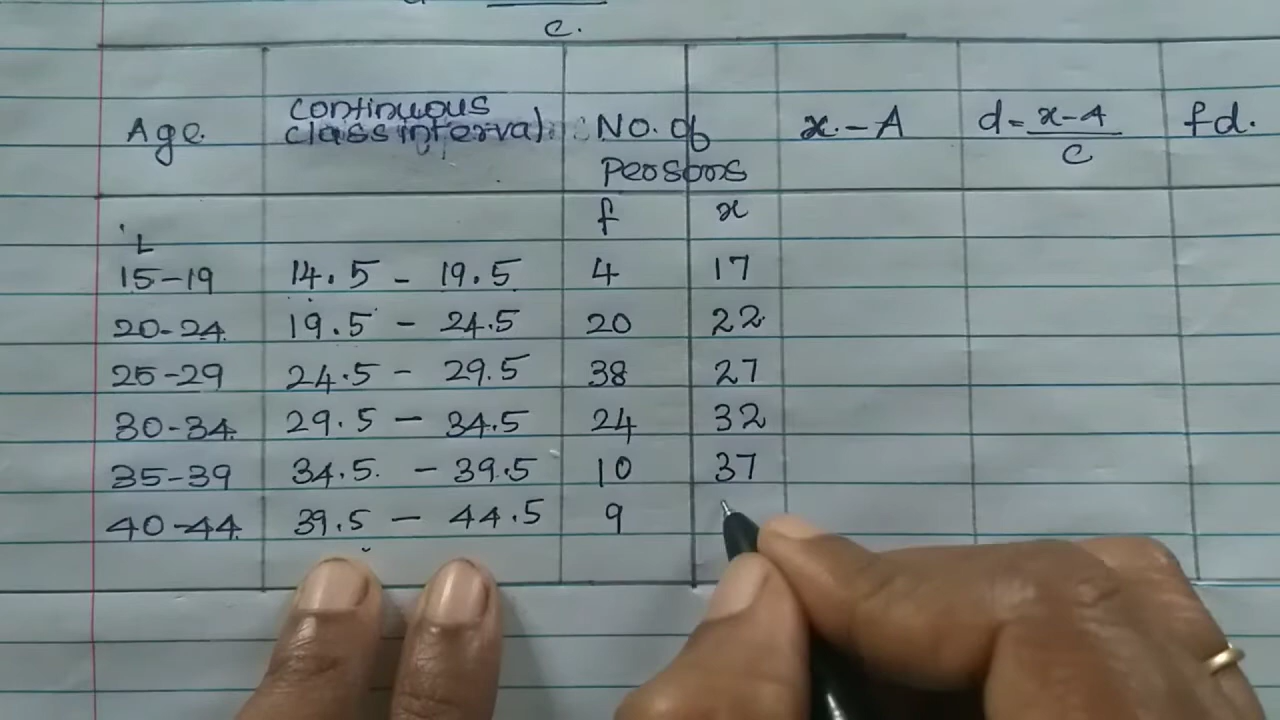 c.
Age. continuous class interval. No. of Persons x - A d = x-A / c fd.
f x
15-19 14.5 - 19.5 4 17
20-24 19.5 - 24.5 20 22
25-29 24.5 - 29.5 38 27
30-34 29.5 - 34.5 24 32
35-39 34.5 - 39.5 10 37
40-44 39.5 - 44.5 9